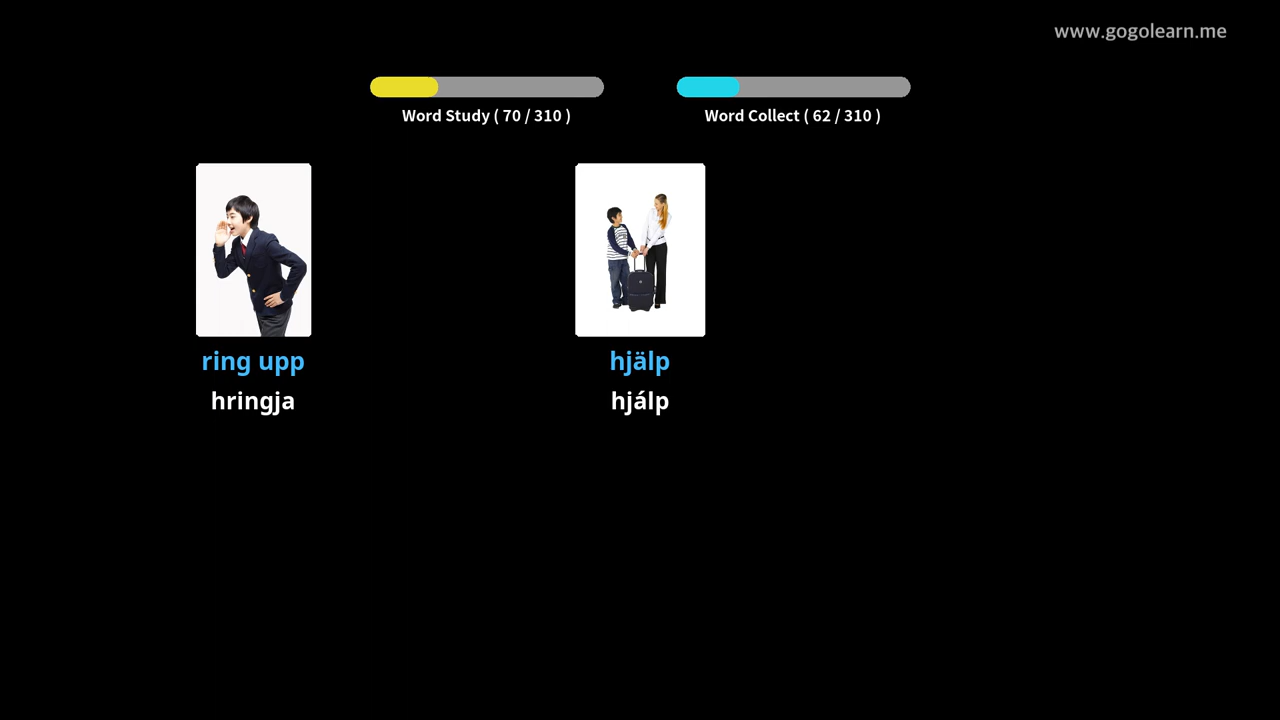 www.gogolearn.me
Word Study ( 70 / 310 )
Word Collect ( 62 / 310 )
ring upp
hringja
hjälp
hjálp